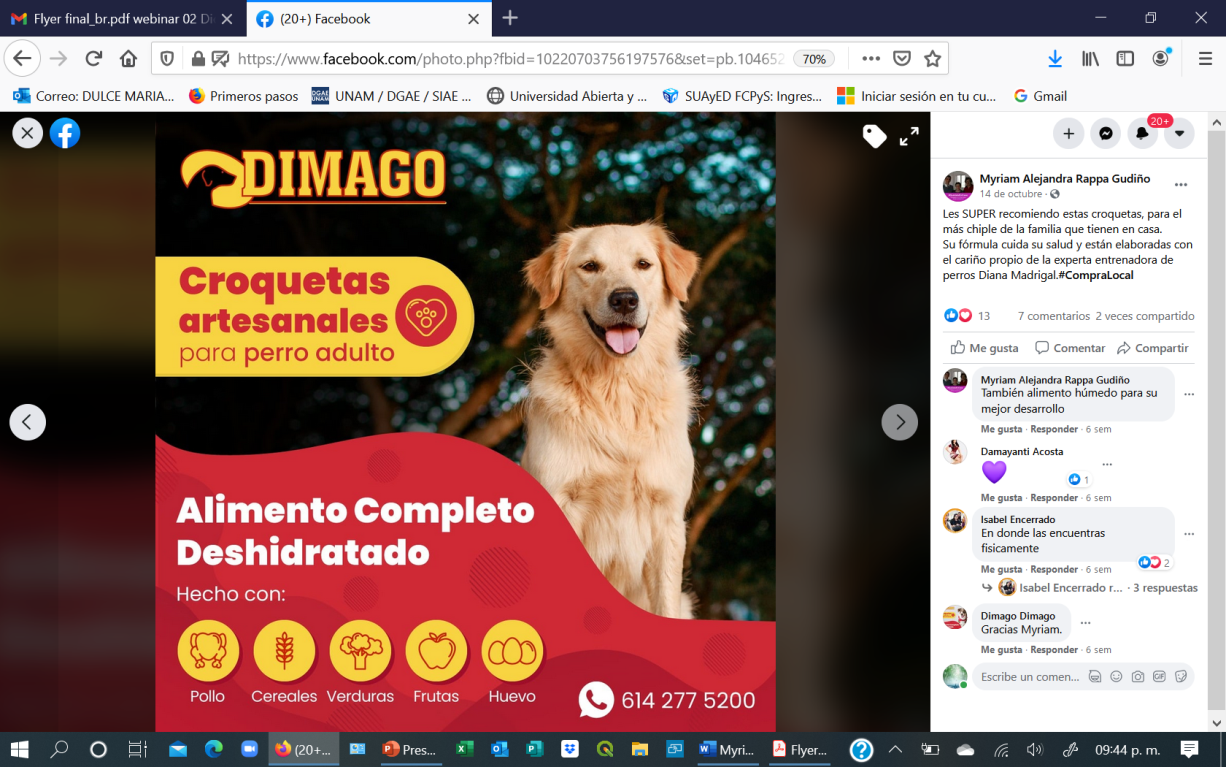 Flyer final_br.pdf webinar 02 Di
(20+) Facebook
https://www.facebook.com/photo.php?fbid=10220703756197576&set=pb.104652
70%
Correo: DULCE MARIA...
Primeros pasos
DGAE UNAM
UNAM / DGAE / SIAE ...
Universidad Abierta y ...
SUAyED FCPyS: Ingres...
Iniciar sesión en tu cu...
Gmail
DIMAGO
Croquetas
artesanales
para perro adulto
Alimento Completo
Deshidratado
Hecho con:
Pollo
Cereales
Verduras
Frutas
Huevo
614 277 5200
20+
Myriam Alejandra Rappa Gudiño
14 de octubre ·
Les SUPER recomiendo estas croquetas, para el
más chiple de la familia que tienen en casa.
Su fórmula cuida su salud y están elaboradas con
el cariño propio de la experta entrenadora de
perros Diana Madrigal.#CompraLocal
13
7 comentarios 2 veces compartido
Me gusta
Comentar
Compartir
Myriam Alejandra Rappa Gudiño
También alimento húmedo para su
mejor desarrollo
Me gusta · Responder · 6 sem
Damayanti Acosta
1
Me gusta · Responder · 6 sem
Isabel Encerrado
En donde las encuentras
fisicamente
2
Me gusta · Responder · 6 sem
Isabel Encerrado r... · 3 respuestas
Dimago Dimago
Gracias Myriam.
Me gusta · Responder · 6 sem
Escribe un comen...
GIF
(20+...
Pres...
Myri...
Flyer...
09:44 p. m.